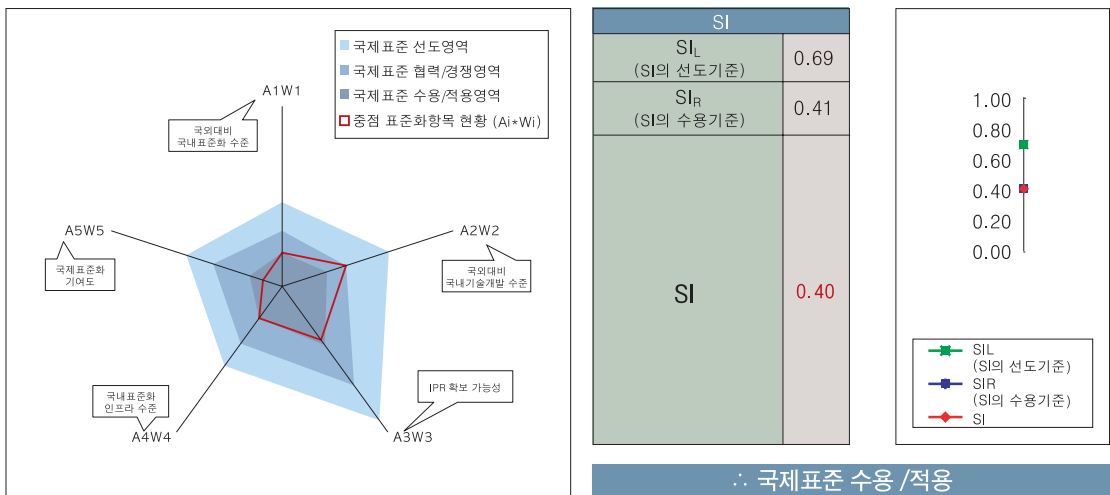 국제표준 선도영역
국제표준 협력/경쟁영역
국제표준 수용/적용영역
중점 표준화항목 현황 (Ai*Wi)
A1W1
국외대비
국내표준화 수준
A2W2
국외대비
국내기술개발 수준
A5W5
국제표준화
기여도
국내표준화
인프라 수준
A4W4
IPR 확보 가능성
A3W3
SI
SIL
(SI의 선도기준)
0.69
SIR
(SI의 수용기준)
0.41
SI
0.40
1.00
0.80
0.60
0.40
0.20
0.00
SIL
(SI의 선도기준)
SIR
(SI의 수용기준)
SI
∴ 국제표준 수용 /적용